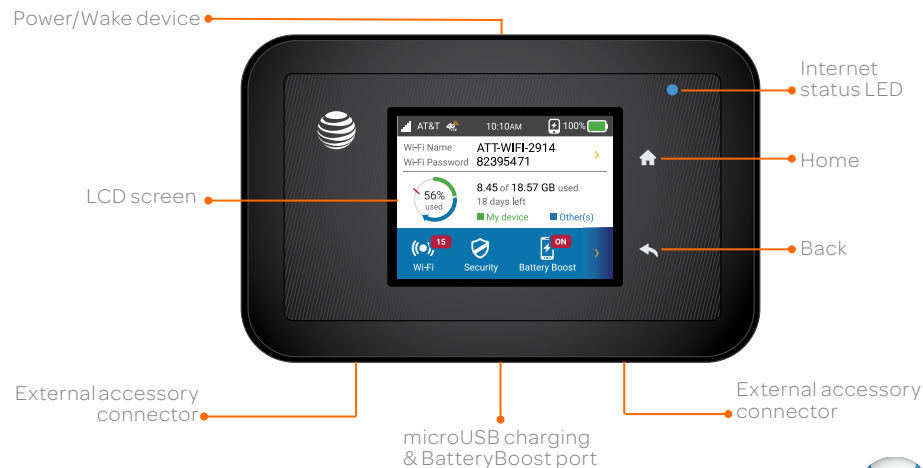 Power/Wake device
Internet
status LED
AT&T 4G 10:10AM 100%
Wi-Fi Name ATT-WIFI-2914
Wi-Fi Password 82395471
Home
LCD screen
56%
used
8.45 of 18.57 GB used
18 days left
My device Other(s)
15 ON
Wi-Fi Security Battery Boost
Back
External accessory
connector
External accessory
connector
microUSB charging
& BatteryBoost port